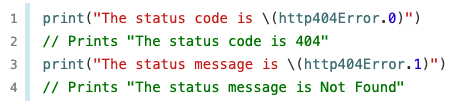 1 print("The status code is \(http404Error.0)")
2 // Prints "The status code is 404"
3 print("The status message is \(http404Error.1)")
4 // Prints "The status message is Not Found"